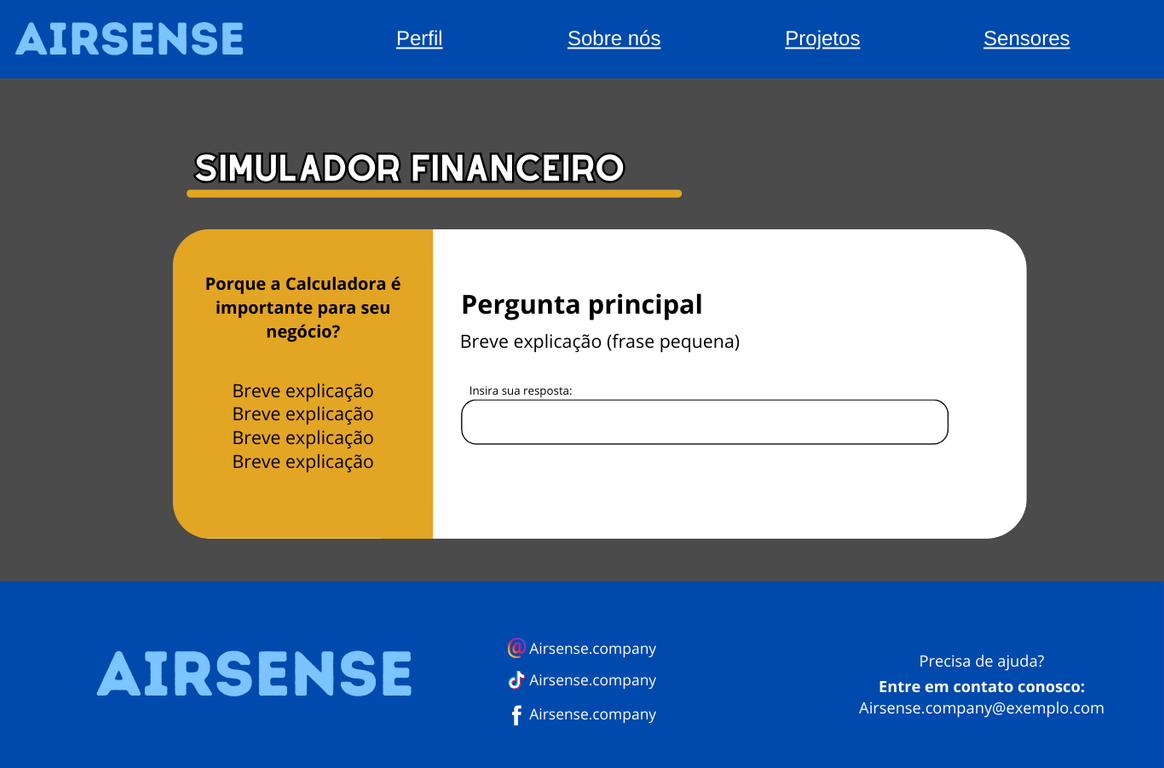 AIRSENSE
Perfil
Sobre nós
Projetos
Sensores
SIMULADOR FINANCEIRO
Porque a Calculadora é
importante para seu
negócio?
Breve explicação
Breve explicação
Breve explicação
Breve explicação
Pergunta principal
Breve explicação (frase pequena)
Insira sua resposta:
AIRSENSE
@ Airsense.company
Airsense.company
f Airsense.company
Precisa de ajuda?
Entre em contato conosco:
Airsense.company@exemplo.com